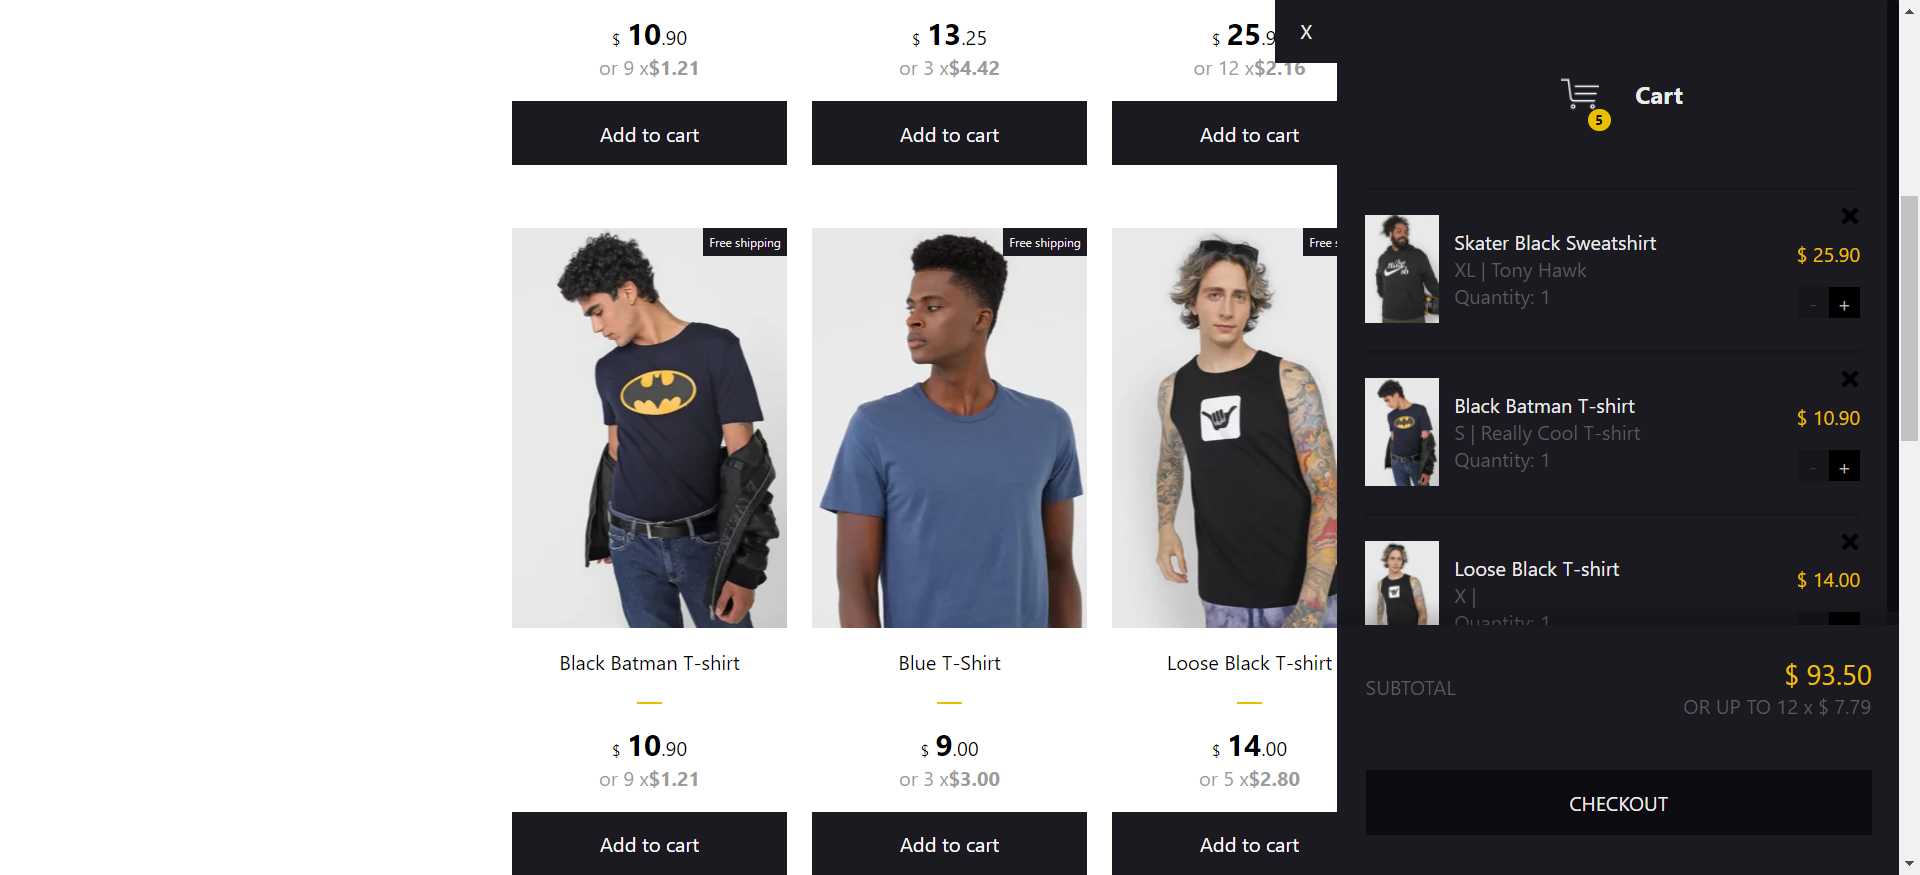 $ 10.90
or 9 x$1.21
Add to cart
$ 13.25
or 3 x$4.42
Add to cart
$ 25.9
or 12 x$2.16
Add to cart
Free shipping
Black Batman T-shirt
$ 10.90
or 9 x$1.21
Add to cart
Free shipping
Blue T-Shirt
$ 9.00
or 3 x$3.00
Add to cart
Free
Loose Black T-shirt
$ 14.00
or 5 x$2.80
Add to cart
X
Cart
5
Skater Black Sweatshirt
XL | Tony Hawk
Quantity: 1
$ 25.90
- +
Black Batman T-shirt
S | Really Cool T-shirt
Quantity: 1
$ 10.90
- +
Loose Black T-shirt
X |
Quantity: 1
$ 14.00
SUBTOTAL
$ 93.50
OR UP TO 12 x $ 7.79
CHECKOUT